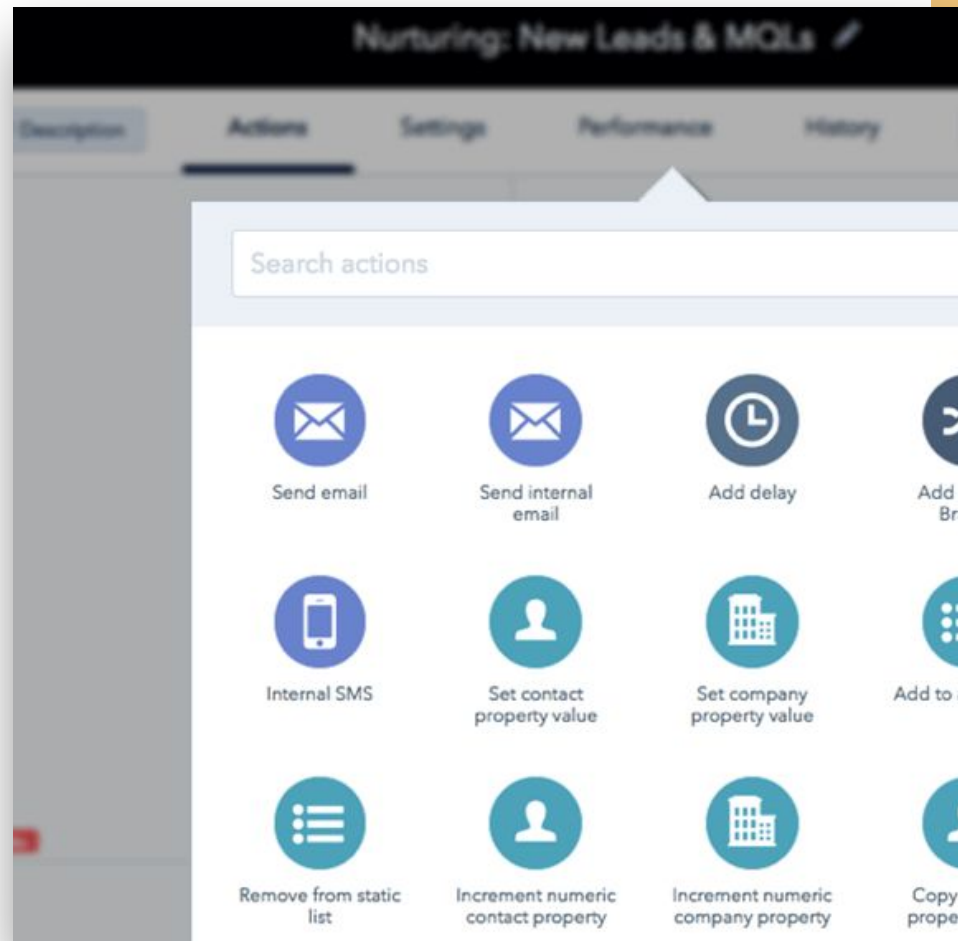 Nurturing: New Leads & MQLs
Description
Actions
Settings
Performance
History
Search actions
Send email
Send internal
email
Add delay
Add
Br
Internal SMS
Set contact
property value
Set company
property value
Add to
Remove from static
list
Increment numeric
contact property
Increment numeric
company property
Copy
prope